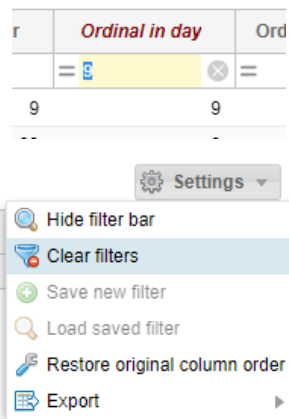 r Ordinal in day Ord
= 9 =
9 9
Settings
Hide filter bar
Clear filters
Save new filter
Load saved filter
Restore original column order
Export